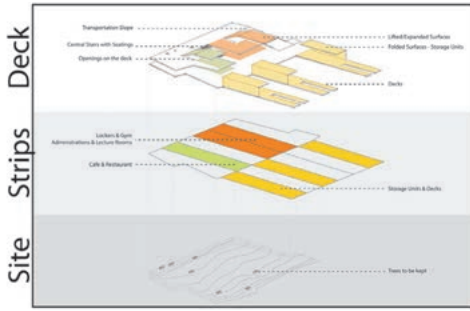 Deck
Transportation Slope
Central Stairs with Seatings
Openings on the deck
Lifted/Expanded Surfaces
Folded Surfaces - Storage Units
Decks
Strips
Lockers & Gym
Administrations & Lecture Rooms
Cafe & Restaurant
Storage Units & Decks
Site
Trees to be kept